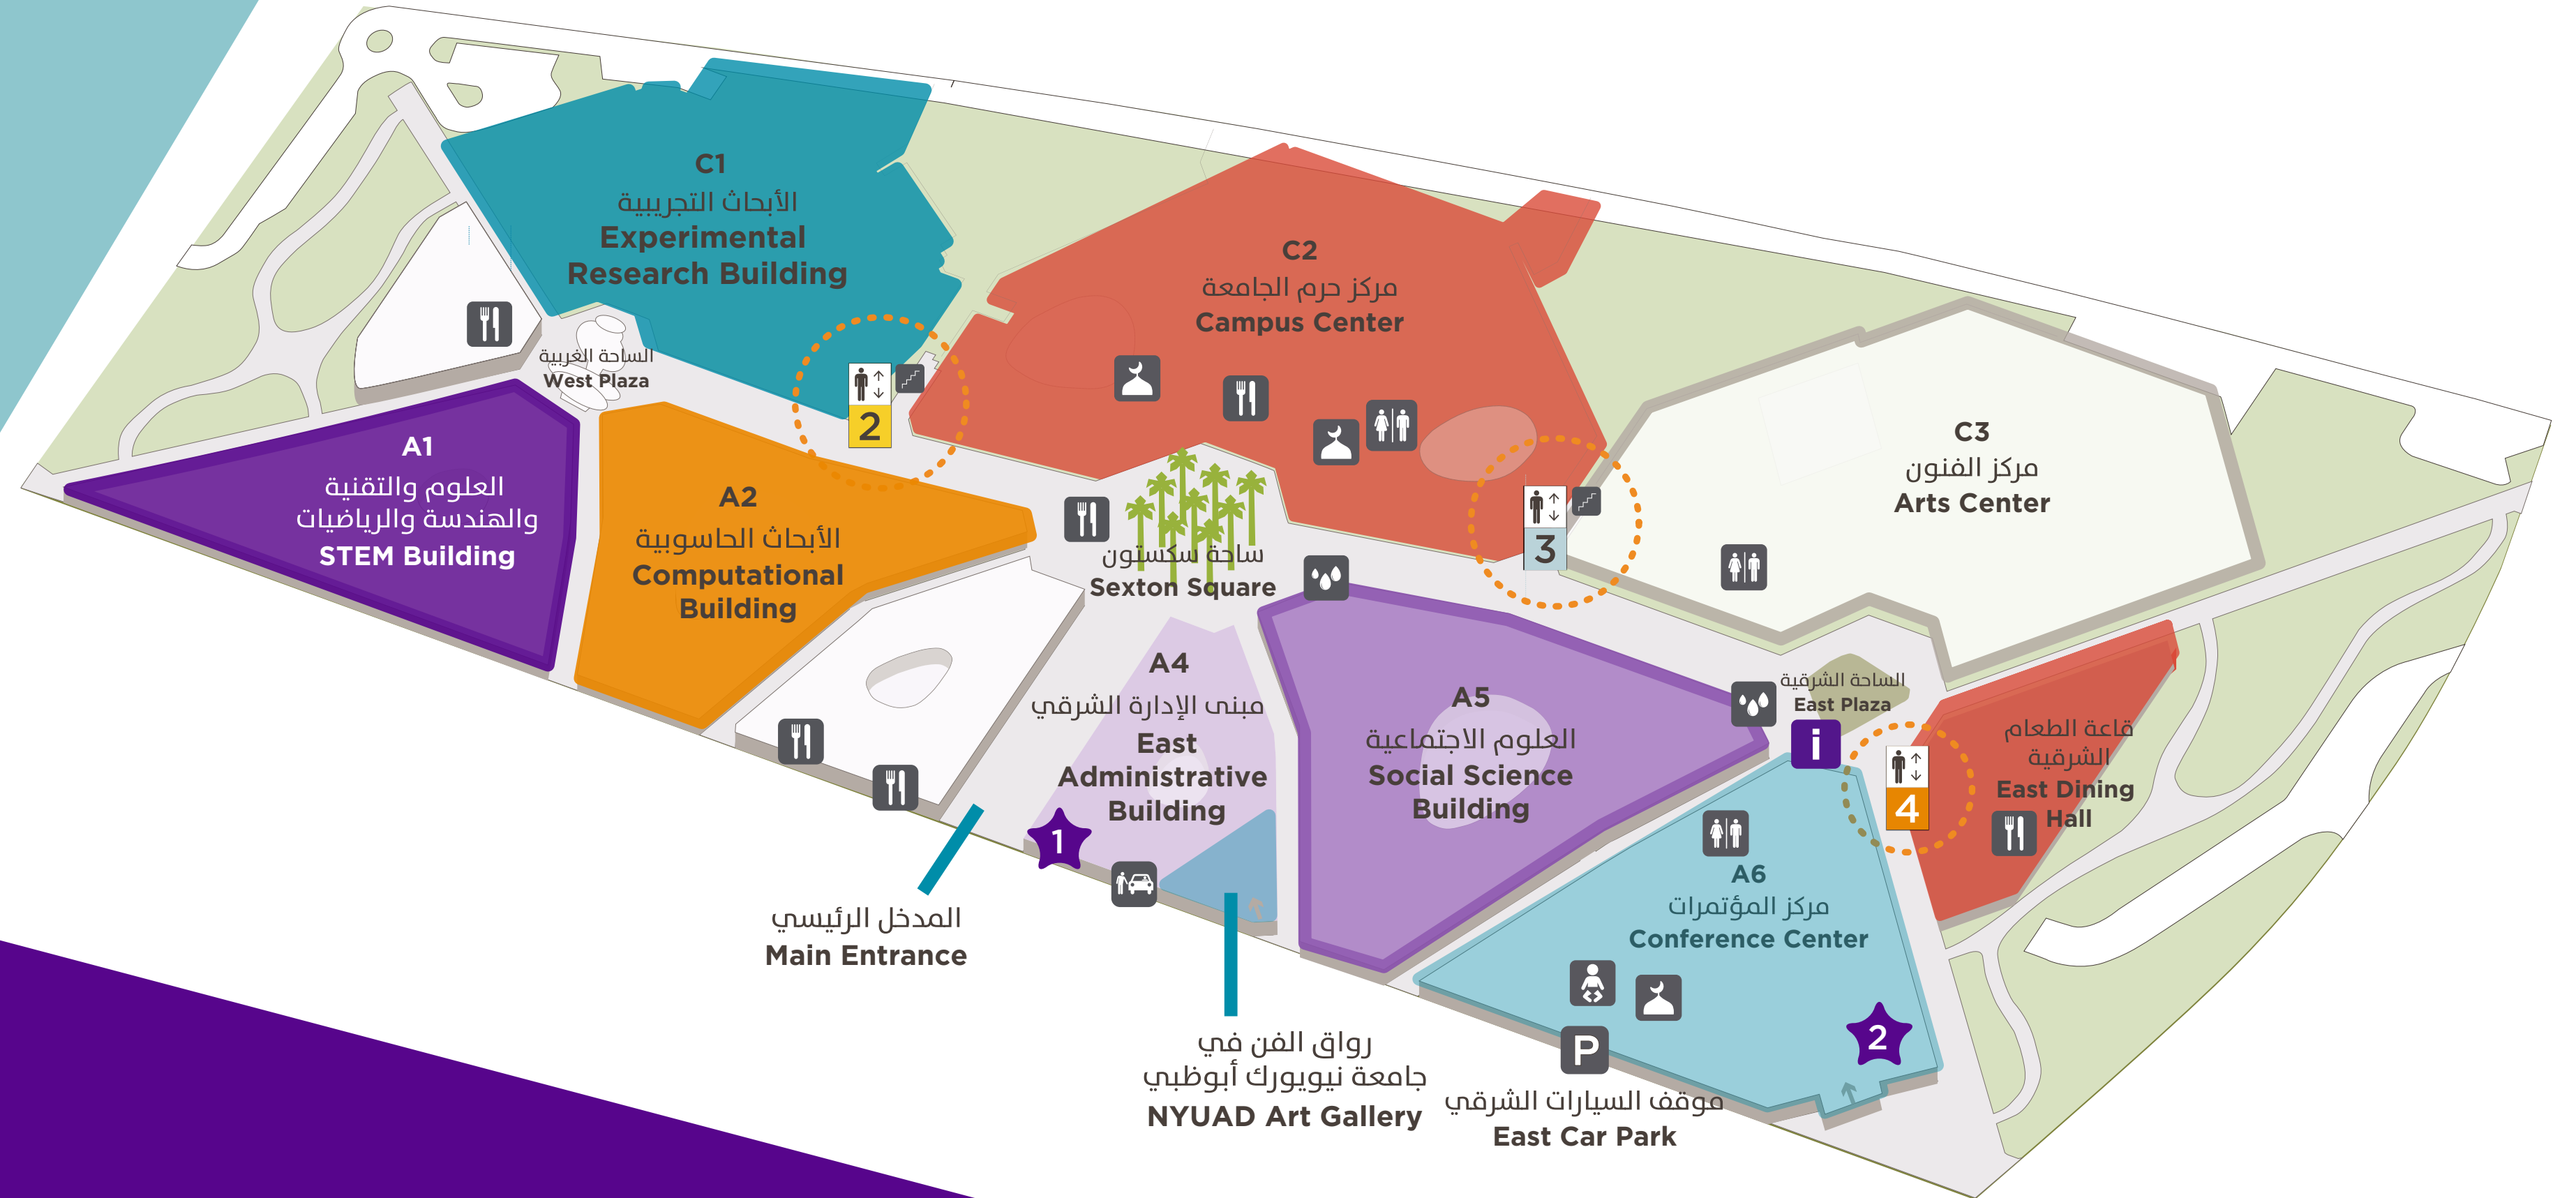 C1
الأبحاث التجريبية
Experimental
Research Building
C2
مركز حرم الجامعة
Campus Center
C3
مركز الفنون
Arts Center
الساحة الغربية
West Plaza
2
3
A1
العلوم والتقنية
والهندسة والرياضيات
STEM Building
A2
الأبحاث الحاسوبية
Computational
Building
ساحة سكستون
Sexton Square
A4
مبنى الإدارة الشرقي
East
Administrative
Building
A5
العلوم الاجتماعية
Social Science
Building
الساحة الشرقية
East Plaza
i
4
قاعة الطعام
الشرقية
East Dining
Hall
1
A6
مركز المؤتمرات
Conference Center
المدخل الرئيسي
Main Entrance
2
P
رواق الفن في
جامعة نيويورك أبوظبي
NYUAD Art Gallery
موقف السيارات الشرقي
East Car Park